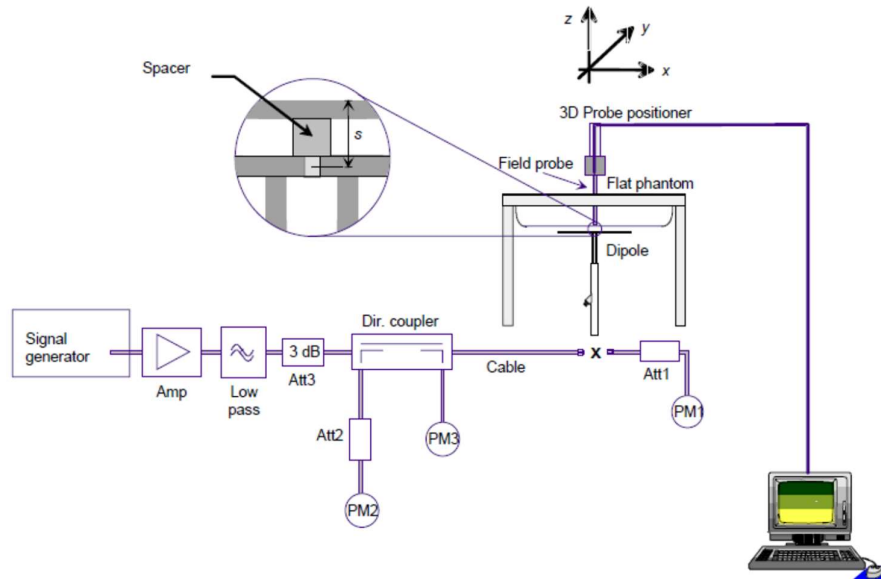 z
y
x
Spacer
s
3D Probe positioner
Field probe
Flat phantom
Dipole
Signal
generator
Dir. coupler
3 dB
Att3
Amp
Low
pass
Cable
X
Att1
PM1
Att2
PM3
PM2